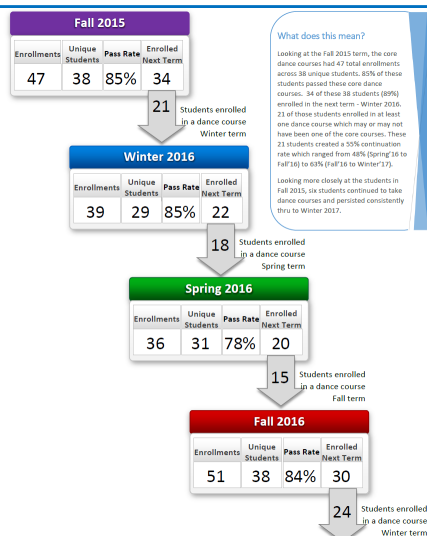 Fall 2015
Enrollments Unique Students Pass Rate Enrolled Next Term
47 38 85% 34
21
Students enrolled
in a dance course
Winter term
What does this mean?
Looking at the Fall 2015 term, the core
dance courses had 47 total enrollments
across 38 unique students. 85% of these
students passed these core dance
courses. 34 of these 38 students (89%)
enrolled in the next term - Winter 2016.
21 of those students enrolled in at least
one dance course which may or may not
have been one of the core courses. These
21 students created a 55% continuation
rate which ranged from 48% (Spring'16 to
Fall'16) to 63% (Fall'16 to Winter'17).
Looking more closely at the students in
Fall 2015, six students continued to take
dance courses and persisted consistently
thru to Winter 2017.
Winter 2016
Enrollments Unique Students Pass Rate Enrolled Next Term
39 29 85% 22
18
Students enrolled
in a dance course
Spring term
Spring 2016
Enrollments Unique Students Pass Rate Enrolled Next Term
36 31 78% 20
15
Students enrolled
in a dance course
Fall term
Fall 2016
Enrollments Unique Students Pass Rate Enrolled Next Term
51 38 84% 30
24
Students enrolled
in a dance course
Winter term